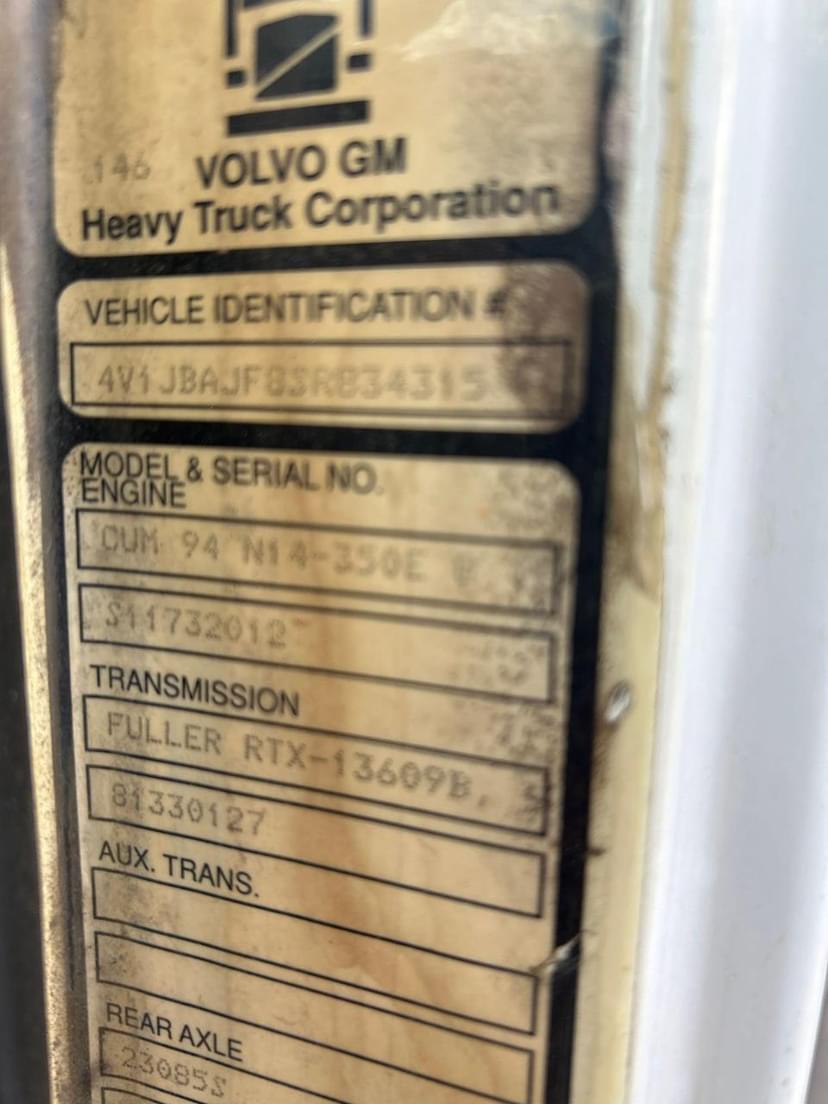 146 VOLVO GM
Heavy Truck Corporation
VEHICLE IDENTIFICATION #
4V1JBAJF8SR834315
MODEL & SERIAL NO.
ENGINE
CUM 94 N14-350E
S11732012
TRANSMISSION
FULLER RTX-13609B,
81330127
AUX. TRANS.
REAR AXLE
23085S